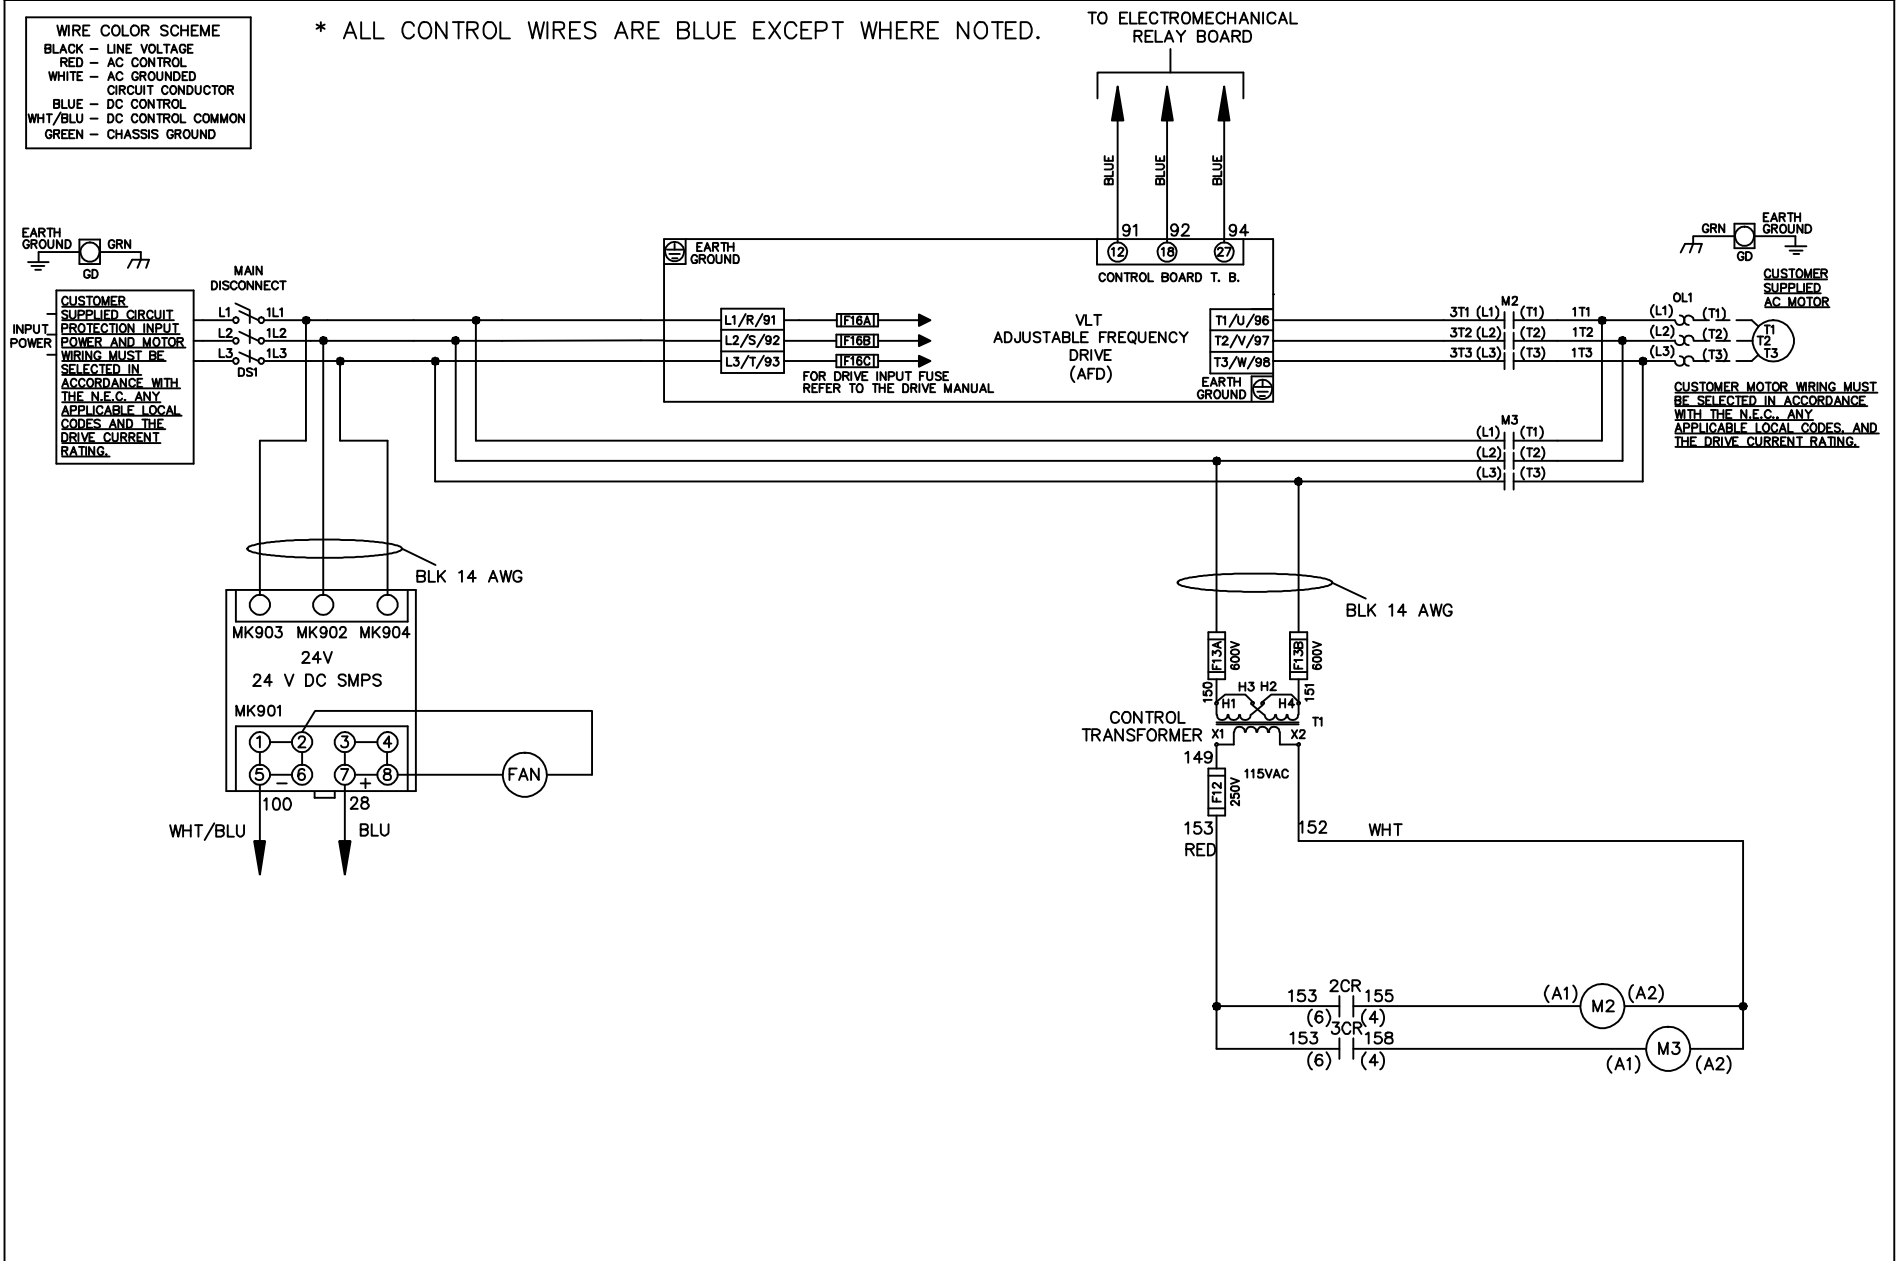 WIRE COLOR SCHEME
BLACK – LINE VOLTAGE
RED – AC CONTROL
WHITE – AC GROUNDED
CIRCUIT CONDUCTOR
BLUE – DC CONTROL
WHT/BLU – DC CONTROL COMMON
GREEN – CHASSIS GROUND
* ALL CONTROL WIRES ARE BLUE EXCEPT WHERE NOTED.
TO ELECTROMECHANICAL
RELAY BOARD
BLUE
BLUE
BLUE
91 92 94
12 18 27
CONTROL BOARD T. B.
EARTH
GROUND
GRN
GD
MAIN
DISCONNECT
INPUT
POWER
CUSTOMER
SUPPLIED CIRCUIT
PROTECTION INPUT
POWER AND MOTOR
WIRING MUST BE
SELECTED IN
ACCORDANCE WITH
THE N.E.C. ANY
APPLICABLE LOCAL
CODES AND THE
DRIVE CURRENT
RATING.
L1 1L1
L2 1L2
L3 1L3
DS1
EARTH
GROUND
L1/R/91 IF16A
L2/S/92 IF16B
L3/T/93 IF16C
FOR DRIVE INPUT FUSE
REFER TO THE DRIVE MANUAL
VLT
ADJUSTABLE FREQUENCY
DRIVE
(AFD)
T1/U/96
T2/V/97
T3/W/98
EARTH
GROUND
M2
3T1 (L1) (T1) 1T1
3T2 (L2) (T2) 1T2
3T3 (L3) (T3) 1T3
OL1
(L1) (T1)
(L2) (T2)
(L3) (T3)
T1
T2
T3
GRN
GD
EARTH
GROUND
CUSTOMER
SUPPLIED
AC MOTOR
CUSTOMER MOTOR WIRING MUST
BE SELECTED IN ACCORDANCE
WITH THE N.E.C., ANY
APPLICABLE LOCAL CODES, AND
THE DRIVE CURRENT RATING.
M3
(L1) (T1)
(L2) (T2)
(L3) (T3)
BLK 14 AWG
MK903 MK902 MK904
24V
24 V DC SMPS
MK901
1 2 3 4
5 – 6 7 + 8
FAN
100 28
WHT/BLU BLU
BLK 14 AWG
F13A
600V
F13B
600V
150
151
H3 H2
H1 H4
CONTROL
TRANSFORMER
T1
X1 X2
149
115VAC
F12
250V
153
RED
152 WHT
2CR
153 155
(6) (4)
(A1) M2 (A2)
3CR
153 158
(6) (4)
(A1) M3 (A2)